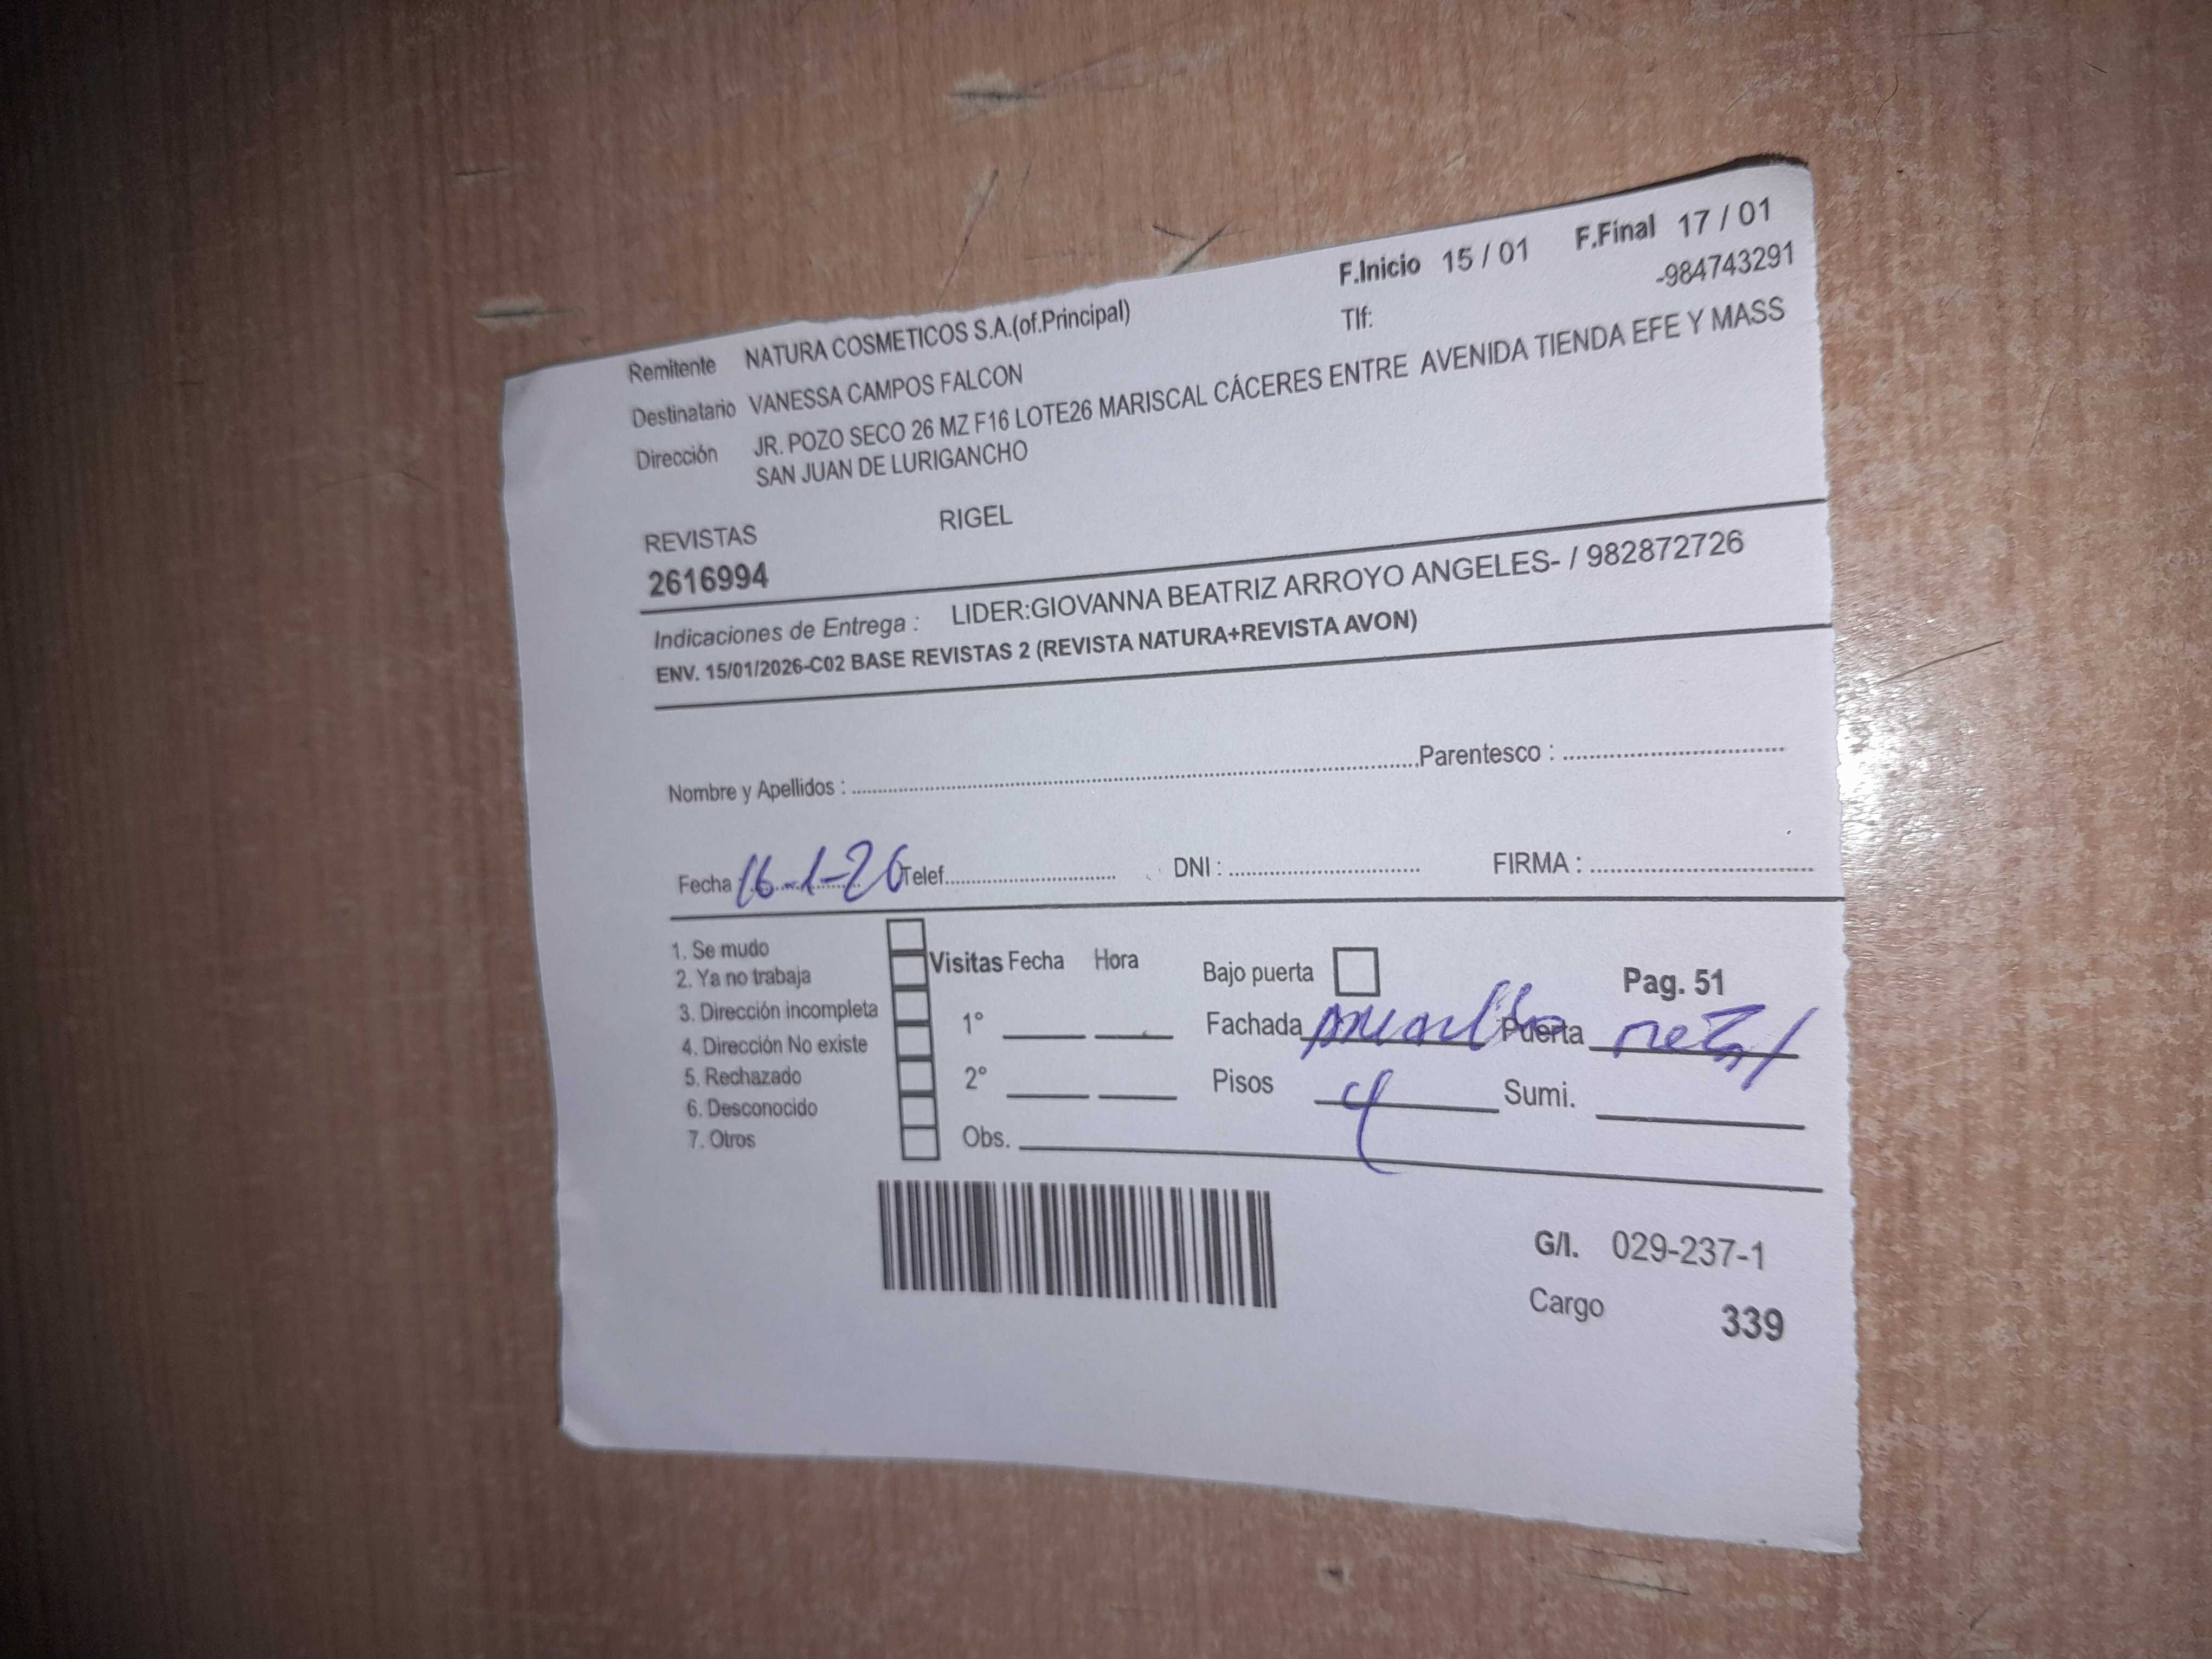 F.Inicio 15 / 01 F.Final 17 / 01
Remitente NATURA COSMETICOS S.A.(of.Principal) Tlf: -984743291
Destinatario VANESSA CAMPOS FALCON
Dirección JR. POZO SECO 26 MZ F16 LOTE26 MARISCAL CÁCERES ENTRE AVENIDA TIENDA EFE Y MASS
SAN JUAN DE LURIGANCHO
REVISTAS RIGEL
2616994
Indicaciones de Entrega : LIDER:GIOVANNA BEATRIZ ARROYO ANGELES- / 982872726
ENV. 15/01/2026-C02 BASE REVISTAS 2 (REVISTA NATURA+REVISTA AVON)
Nombre y Apellidos : Parentesco :
Fecha 16-1-26 Telef. DNI : FIRMA :
1. Se mudo
2. Ya no trabaja Visitas Fecha Hora Bajo puerta Pag. 51
3. Dirección incompleta 1° Fachada Puerta metal
4. Dirección No existe
5. Rechazado 2° Pisos 4 Sumi.
6. Desconocido
7. Otros Obs.
G/I. 029-237-1
Cargo 339